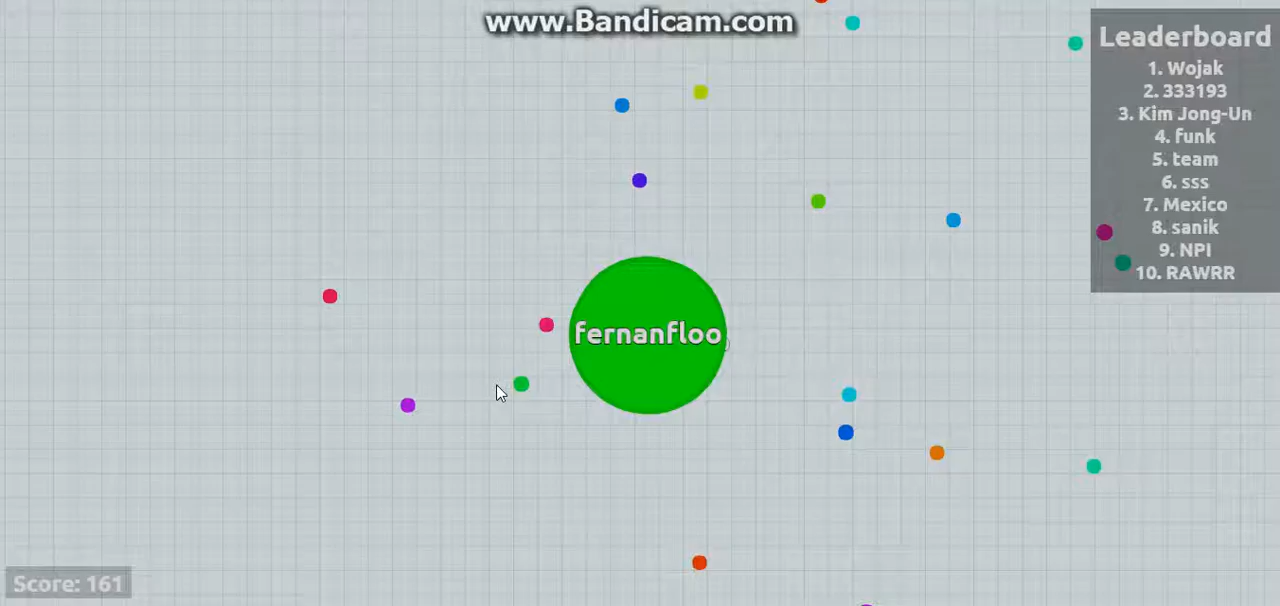 www.Bandicam.com
Leaderboard
1. Wojak
2. 333193
3. Kim Jong-Un
4. funk
5. team
6. sss
7. Mexico
8. sanik
9. NPI
10. RAWRR
fernanfloo
Score: 161